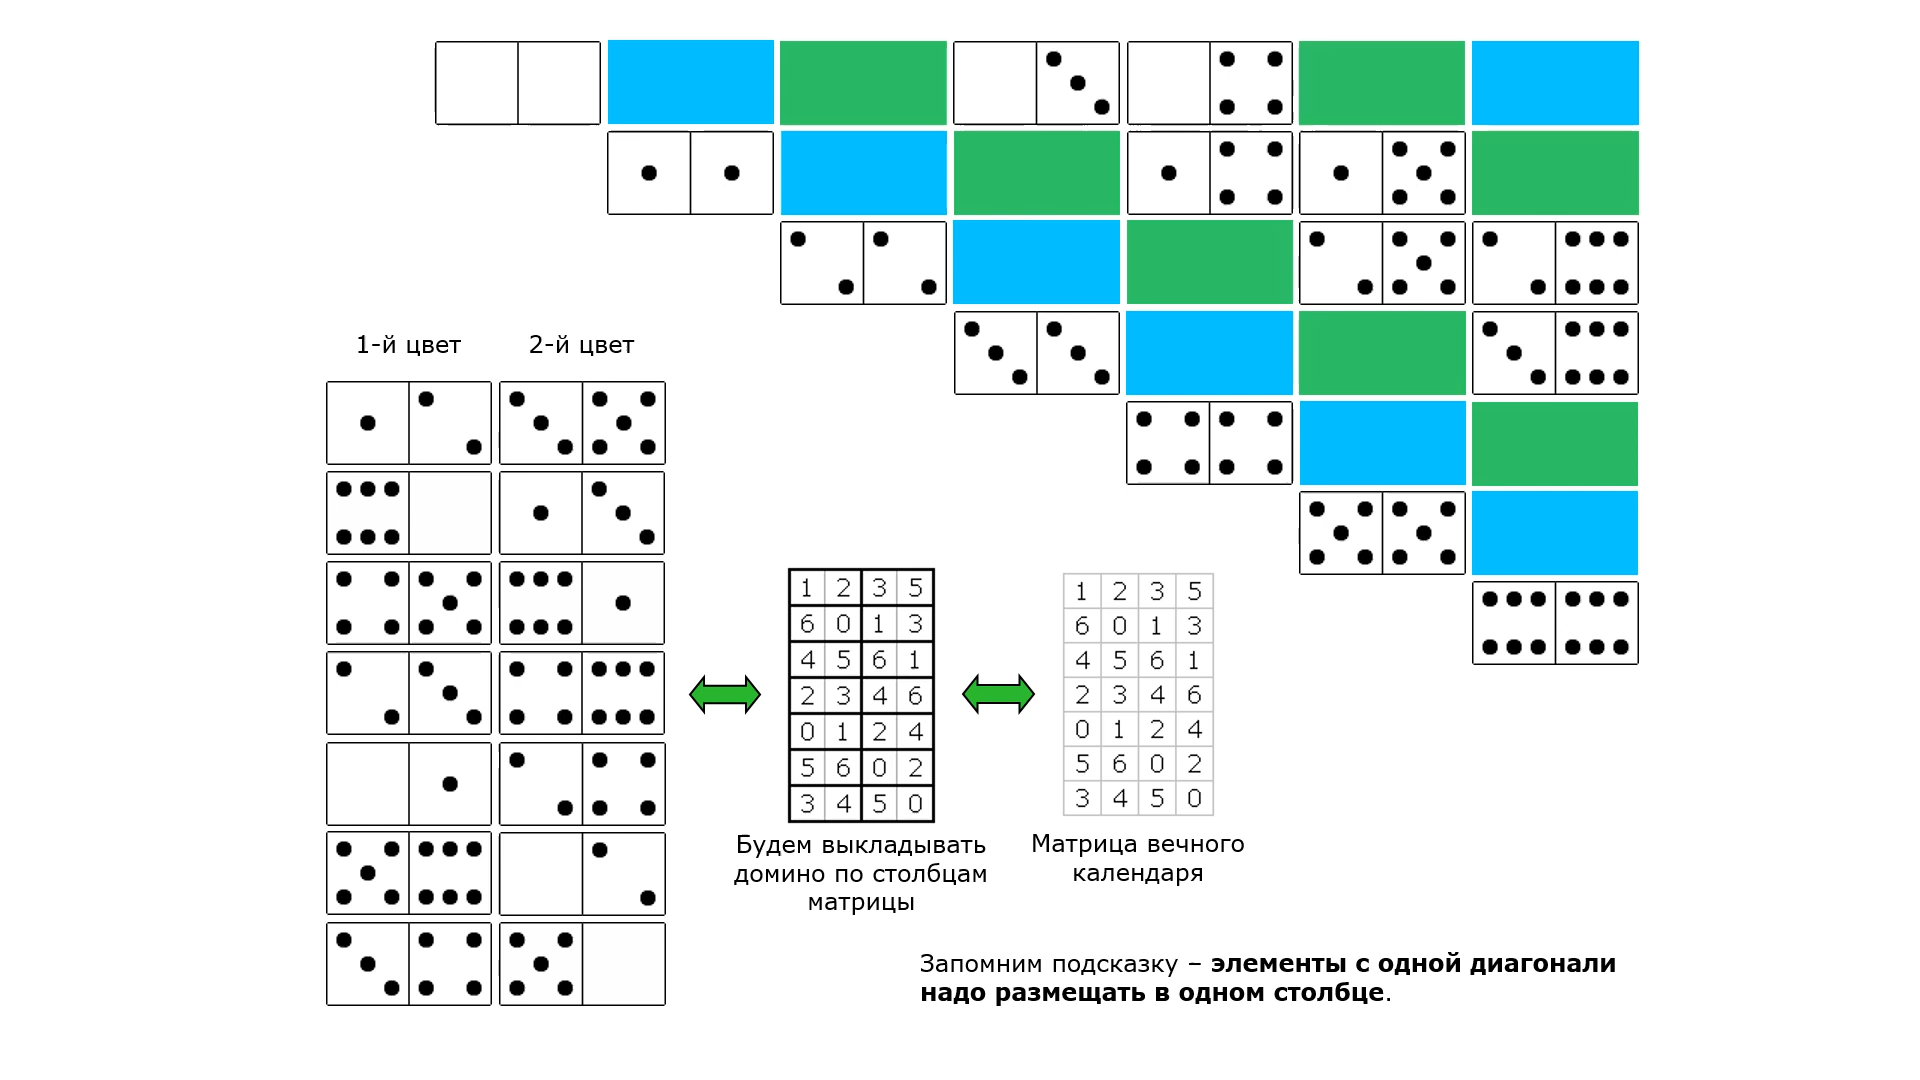 1-й цвет 2-й цвет
1 2 3 5
6 0 1 3
4 5 6 1
2 3 4 6
0 1 2 4
5 6 0 2
3 4 5 0
Будем выкладывать
домино по столбцам
матрицы
1 2 3 5
6 0 1 3
4 5 6 1
2 3 4 6
0 1 2 4
5 6 0 2
3 4 5 0
Матрица вечного
календаря
Запомним подсказку – элементы с одной диагонали
надо размещать в одном столбце.